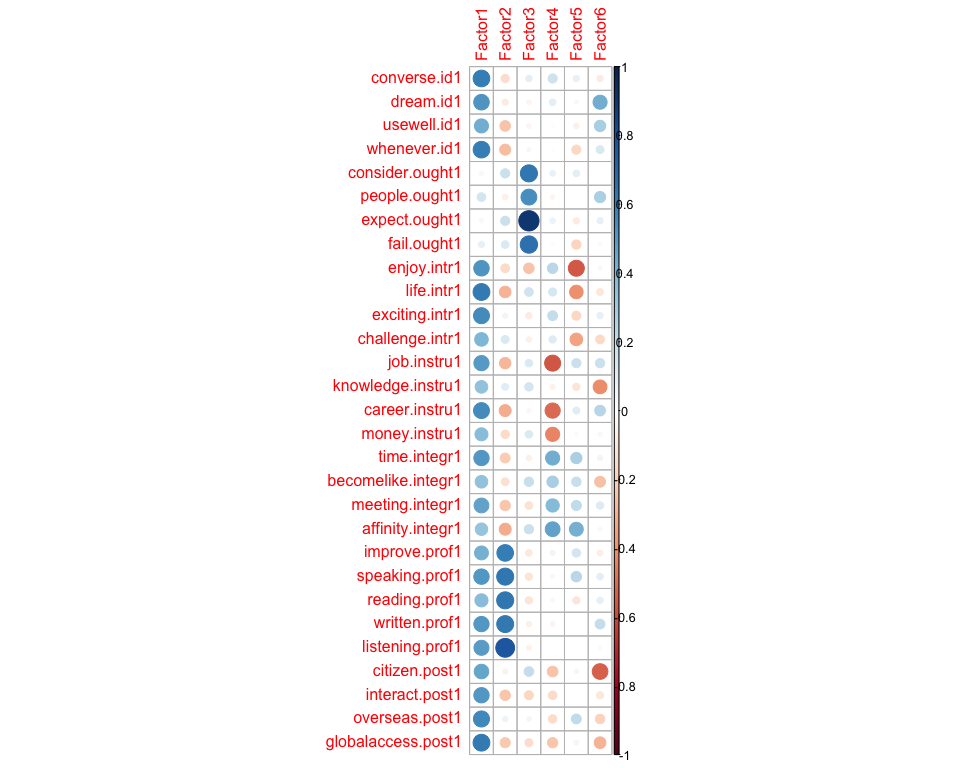 Factor1 Factor2 Factor3 Factor4 Factor5 Factor6
converse.id1
dream.id1
usewell.id1
whenever.id1
consider.ought1
people.ought1
expect.ought1
fail.ought1
enjoy.intr1
life.intr1
exciting.intr1
challenge.intr1
job.instru1
knowledge.instru1
career.instru1
money.instru1
time.integr1
becomelike.integr1
meeting.integr1
affinity.integr1
improve.prof1
speaking.prof1
reading.prof1
written.prof1
listening.prof1
citizen.post1
interact.post1
overseas.post1
globalaccess.post1
1
0.8
0.6
0.4
0.2
0
-0.2
-0.4
-0.6
-0.8
-1